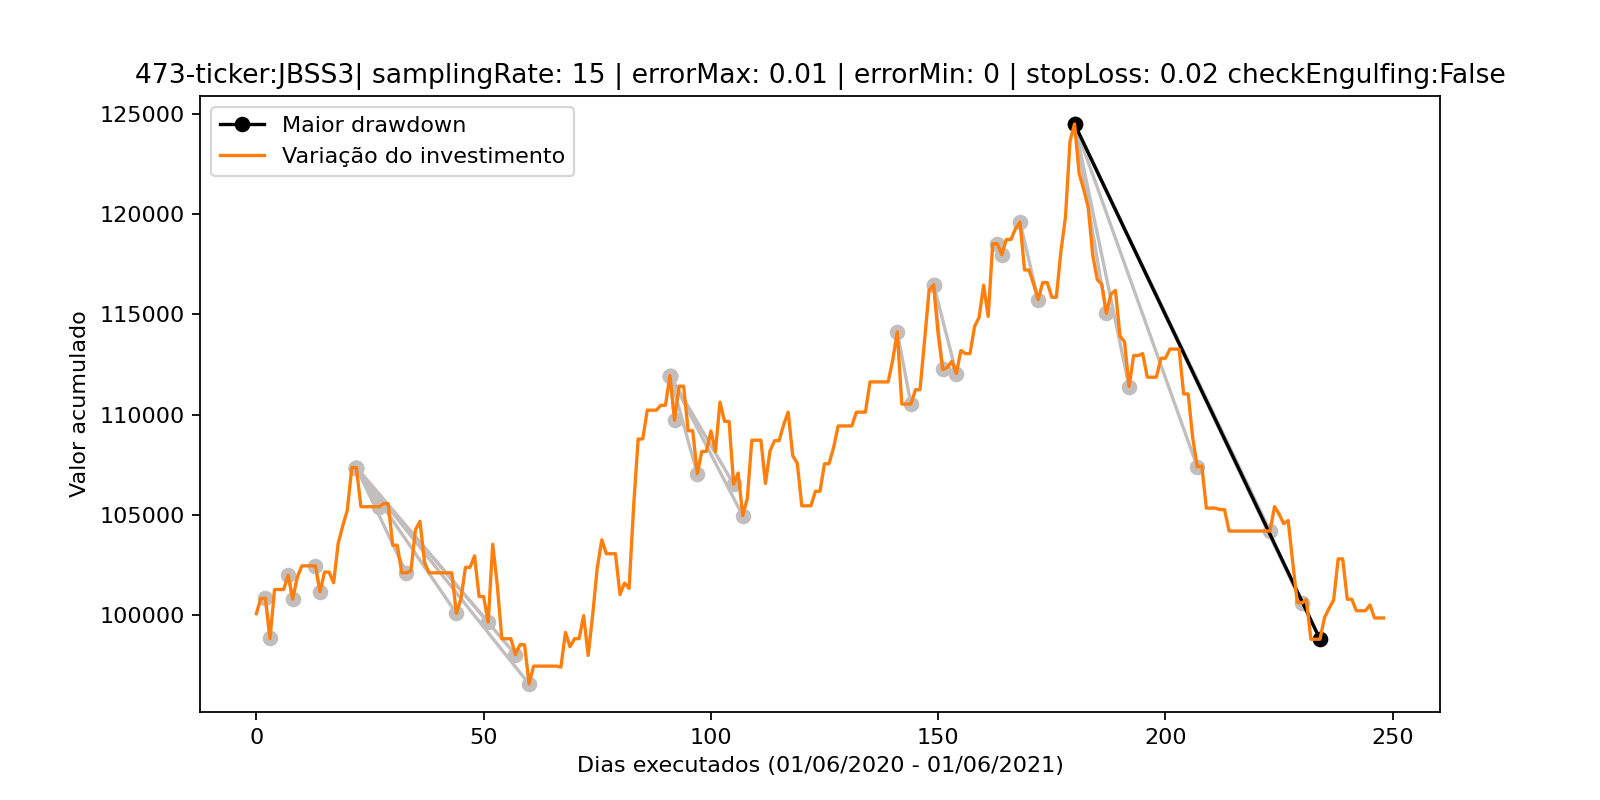 473-ticker:JBSS3| samplingRate: 15 | errorMax: 0.01 | errorMin: 0 | stopLoss: 0.02 checkEngulfing:False
Maior drawdown
Variação do investimento
Valor acumulado
125000
120000
115000
110000
105000
100000
0 50 100 150 200 250
Dias executados (01/06/2020 - 01/06/2021)